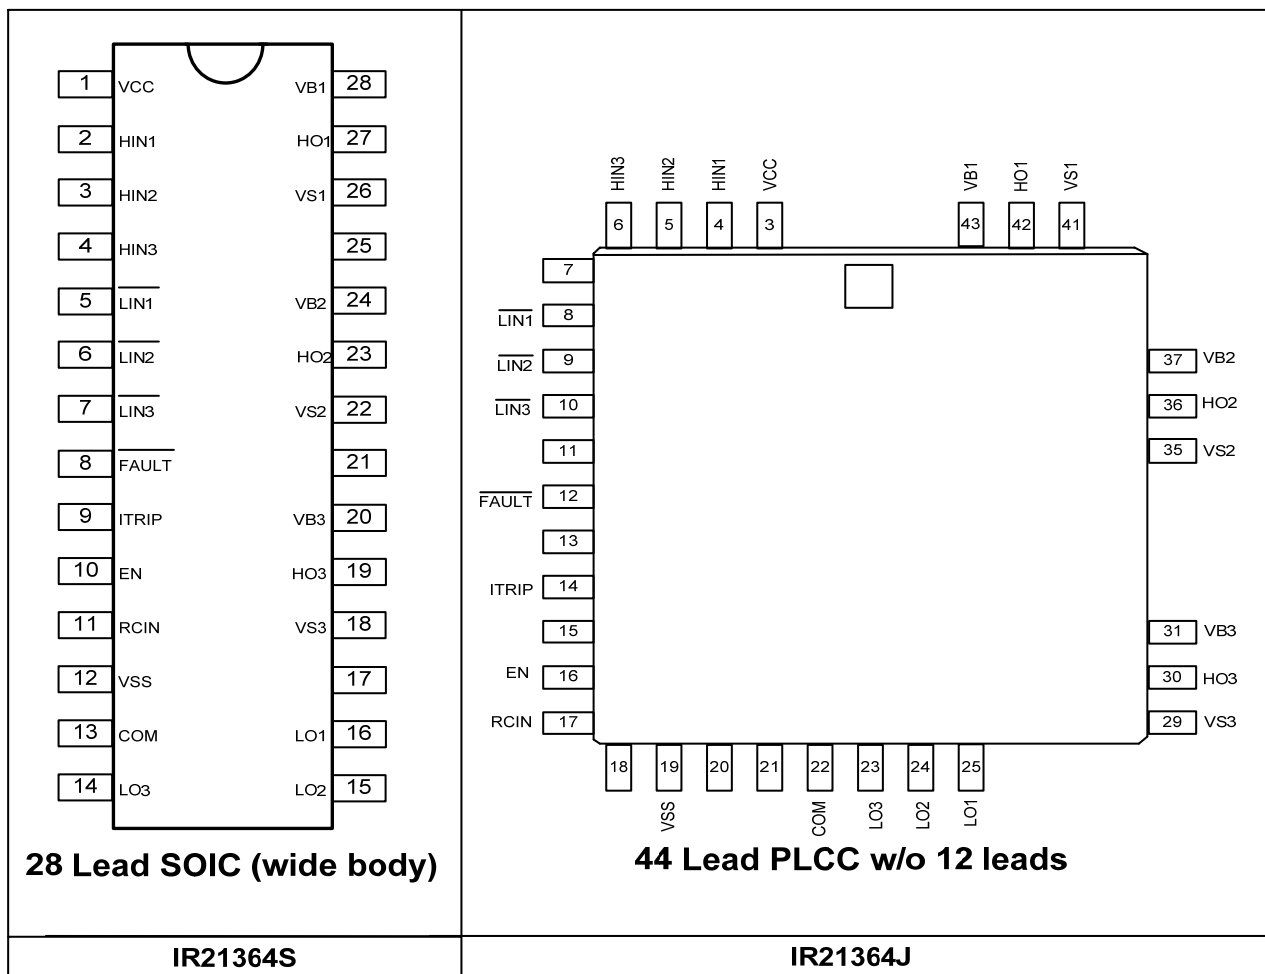 1 VCC VB1 28
2 HIN1 HO1 27
3 HIN2 VS1 26
4 HIN3 25
5 LIN1 VB2 24
6 LIN2 HO2 23
7 LIN3 VS2 22
8 FAULT 21
9 ITRIP VB3 20
10 EN HO3 19
11 RCIN VS3 18
12 VSS 17
13 COM LO1 16
14 LO3 LO2 15
28 Lead SOIC (wide body)
IR21364S
HIN3 HIN2 HIN1 VCC VB1 HO1 VS1
6 5 4 3 43 42 41
7
LIN1 8
LIN2 9 37 VB2
LIN3 10 36 HO2
11 35 VS2
FAULT 12
13
ITRIP 14
15 31 VB3
EN 16 30 HO3
RCIN 17 29 VS3
18 19 20 21 22 23 24 25
VSS COM LO3 LO2 LO1
44 Lead PLCC w/o 12 leads
IR21364J